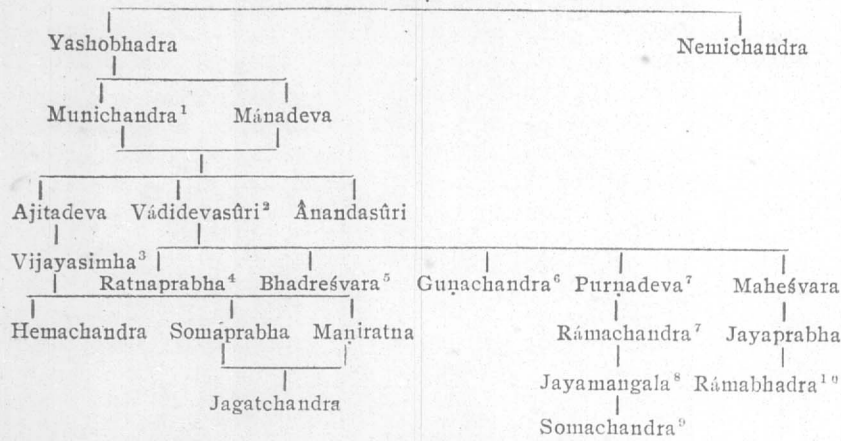 Yashobhadra Nemichandra
Munichandra¹ Mánadeva
Ajitadeva Vádidevasûri² Ânandasûri
Vijayasimha³
Ratnaprabha⁴ Bhadreśvara⁵ Guṇachandra⁶ Purṇadeva⁷ Maheśvara
Hemachandra Somaprabha Maṇiratna Rámachandra⁷ Jayaprabha
Jayamangala⁸ Rámabhadra¹⁰
Jagatchandra
Somachandra⁹